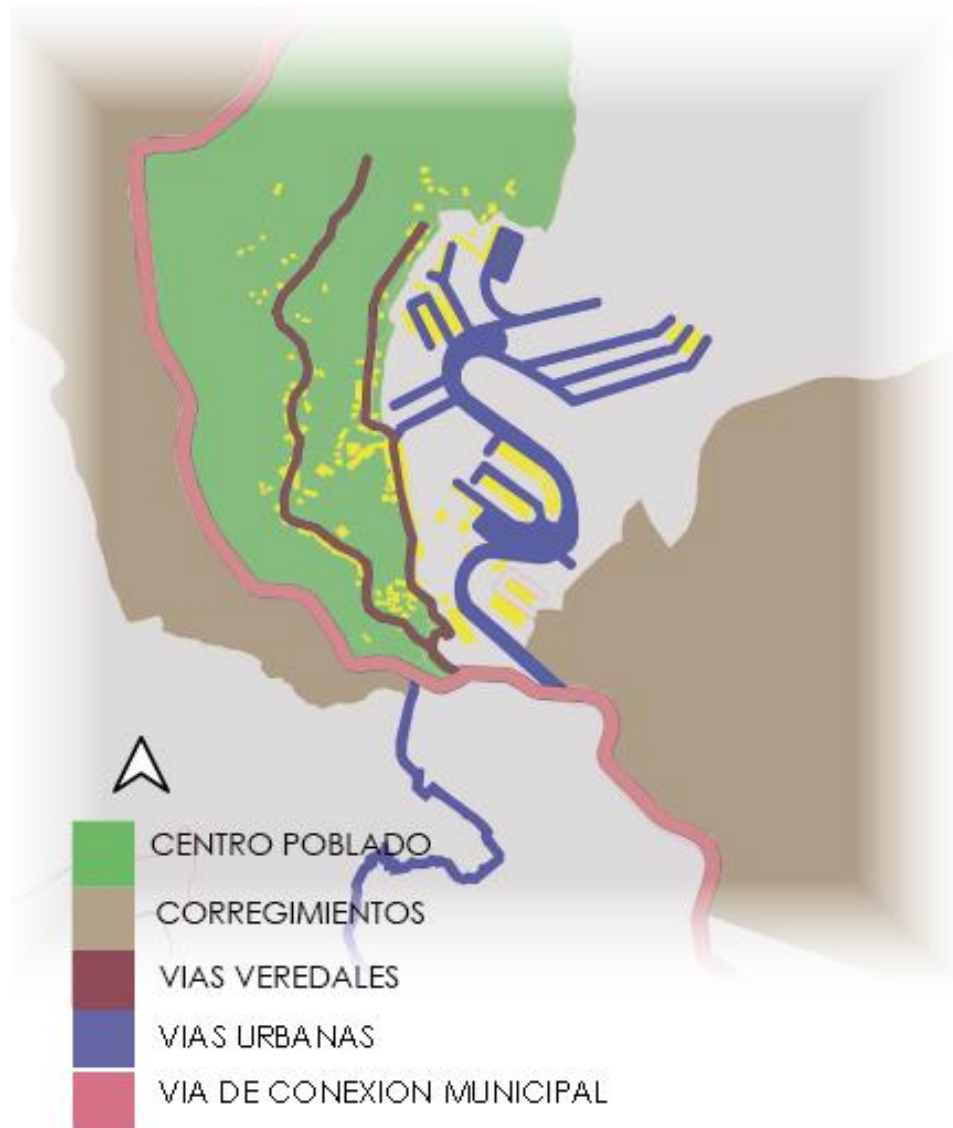 CENTRO POBLADO
CORREGIMIENTOS
VIAS VEREDALES
VIAS URBANAS
VIA DE CONEXION MUNICIPAL